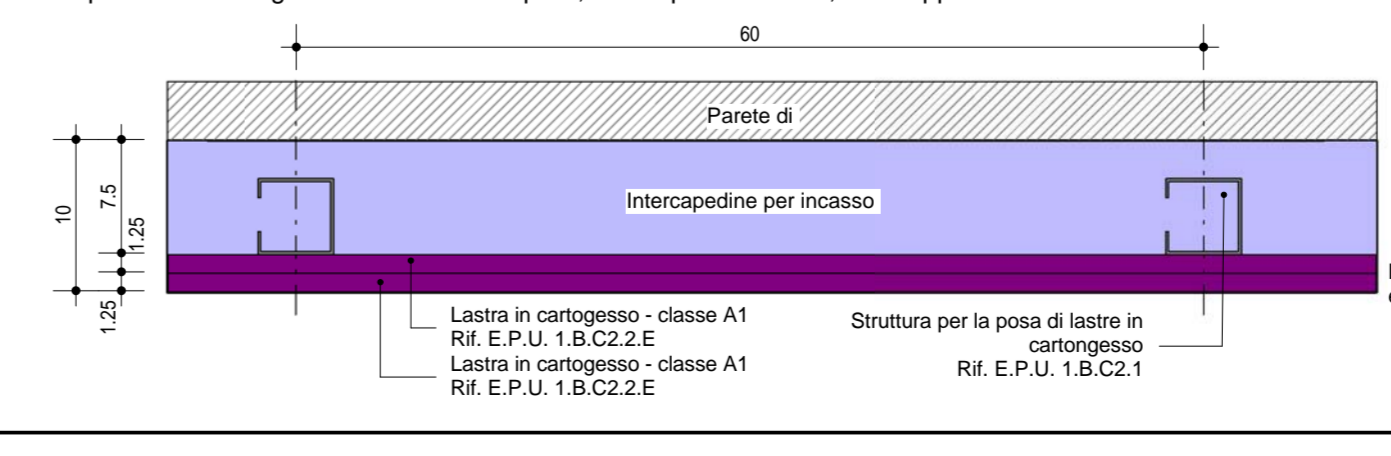 60
Parete di
10
7.5
1.25
1.25
Intercapedine per incasso
Lastra in cartogesso - classe A1
Rif. E.P.U. 1.B.C2.2.E
Lastra in cartogesso - classe A1
Rif. E.P.U. 1.B.C2.2.E
Struttura per la posa di lastre in
cartongesso
Rif. E.P.U. 1.B.C2.1